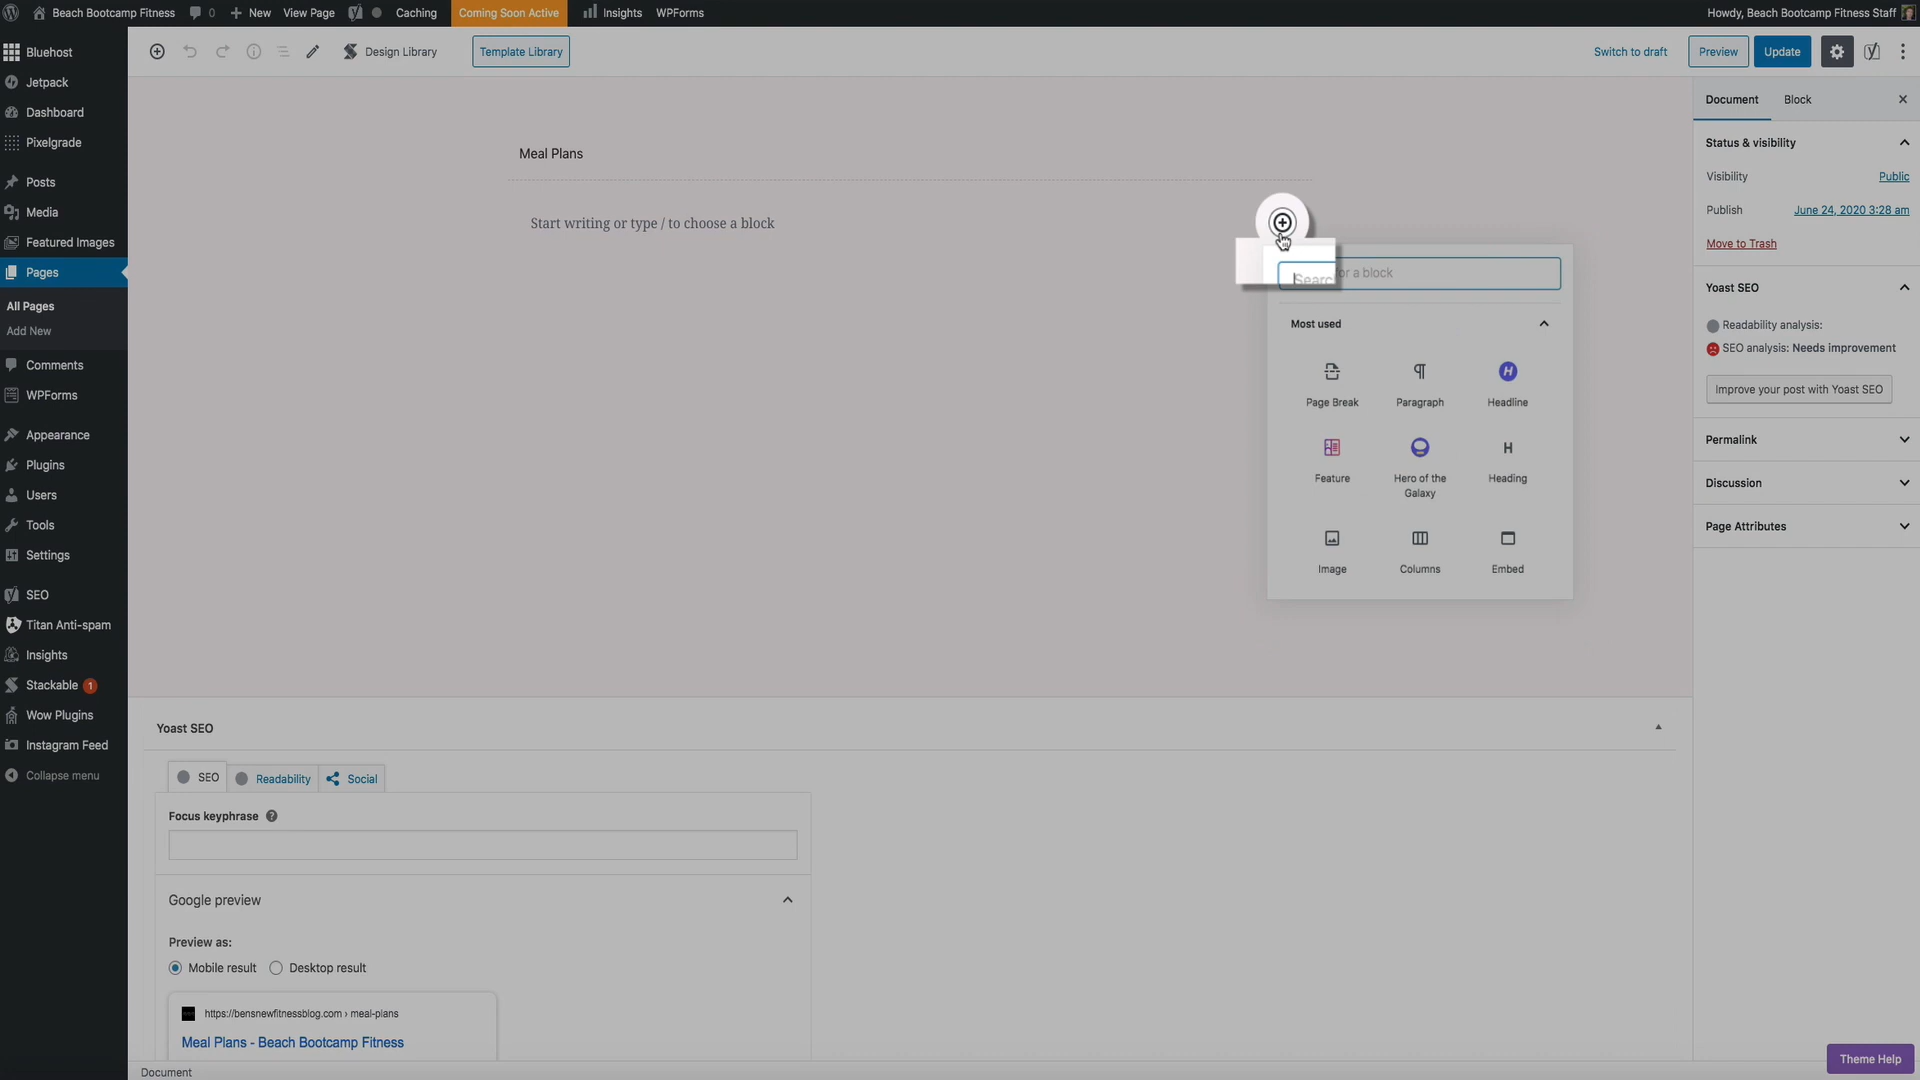 Beach Bootcamp Fitness
0
New
View Page
Caching
Coming Soon Active
Insights
WPForms
Howdy, Beach Bootcamp Fitness Staff
Bluehost
Jetpack
Dashboard
Pixelgrade
Posts
Media
Featured Images
Pages
All Pages
Add New
Comments
WPForms
Appearance
Plugins
Users
Tools
Settings
SEO
Titan Anti-spam
Insights
Stackable 1
Wow Plugins
Instagram Feed
Collapse menu
Design Library
Template Library
Switch to draft
Preview
Update
Meal Plans
Start writing or type / to choose a block
for a block
Most used
Page Break
Paragraph
Headline
Feature
Hero of the
Galaxy
Heading
Image
Columns
Embed
Document
Block
Status & visibility
Visibility
Public
Publish
June 24, 2020 3:28 am
Move to Trash
Yoast SEO
Readability analysis:
SEO analysis: Needs improvement
Improve your post with Yoast SEO
Permalink
Discussion
Page Attributes
Yoast SEO
SEO
Readability
Social
Focus keyphrase
Google preview
Preview as:
Mobile result
Desktop result
https://bensnewfitnessblog.com › meal-plans
Meal Plans - Beach Bootcamp Fitness
Document
Theme Help